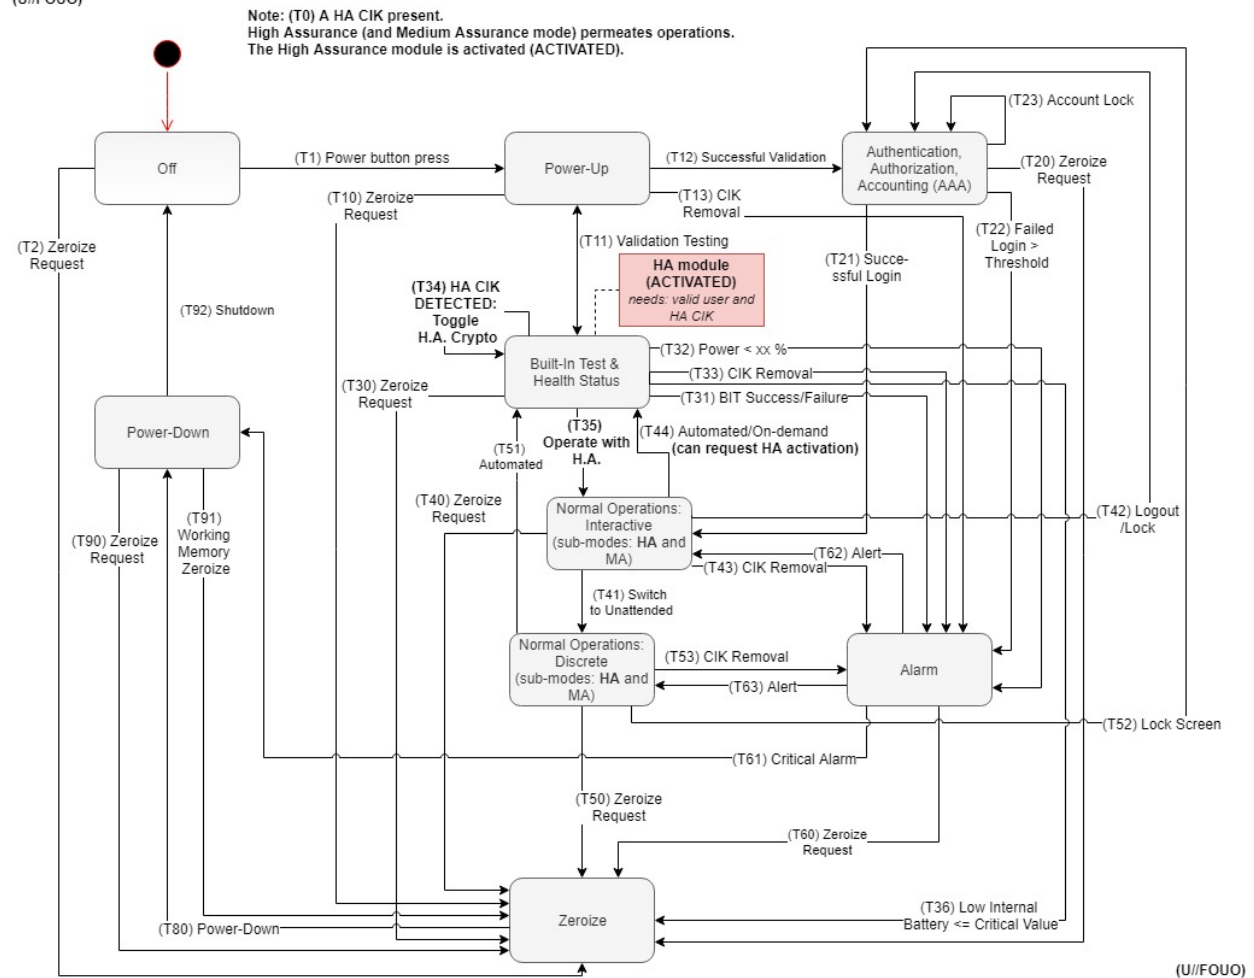 (U//FOUO)
Note: (T0) A HA CIK present.
High Assurance (and Medium Assurance mode) permeates operations.
The High Assurance module is activated (ACTIVATED).
(T23) Account Lock
Off
(T1) Power button press
Power-Up
(T12) Successful Validation
Authentication,
Authorization,
Accounting (AAA)
(T20) Zeroize
Request
(T10) Zeroize
Request
(T13) CIK
Removal
(T2) Zeroize
Request
(T11) Validation Testing
(T21) Succe-
ssful Login
(T22) Failed
Login >
Threshold
HA module
(ACTIVATED)
needs: valid user and
HA CIK
(T34) HA CIK
DETECTED:
Toggle
H.A. Crypto
(T92) Shutdown
Built-In Test &
Health Status
(T32) Power < xx %
(T33) CIK Removal
(T31) BIT Success/Failure
(T30) Zeroize
Request
Power-Down
(T35)
Operate with
H.A.
(T44) Automated/On-demand
(can request HA activation)
(T51)
Automated
(T40) Zeroize
Request
Normal Operations:
Interactive
(sub-modes: HA and
MA)
(T42) Logout
/Lock
(T90) Zeroize
Request
(T91)
Working
Memory
Zeroize
(T62) Alert
(T43) CIK Removal
(T41) Switch
to Unattended
Normal Operations:
Discrete
(sub-modes: HA and
MA)
(T53) CIK Removal
(T63) Alert
Alarm
(T52) Lock Screen
(T61) Critical Alarm
(T50) Zeroize
Request
(T60) Zeroize
Request
Zeroize
(T36) Low Internal
Battery <= Critical Value
(T80) Power-Down
(U//FOUO)